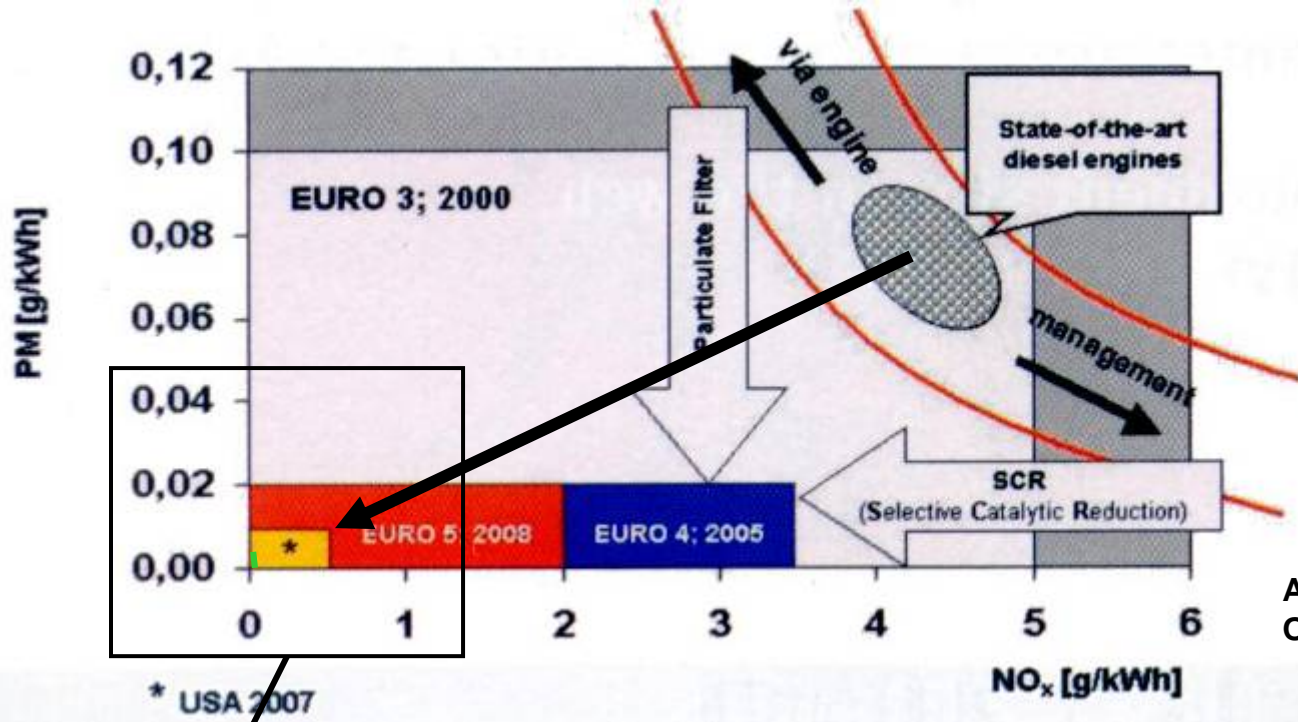 0,12
0,10
0,08
0,06
0,04
0,02
0,00
PM [g/kWh]
EURO 3; 2000
Particulate Filter
via engine
management
State-of-the-art
diesel engines
SCR
(Selective Catalytic Reduction)
EURO 5; 2008
EURO 4; 2005
*
0 1 2 3 4 5 6
NOx [g/kWh]
* USA 2007
A
C